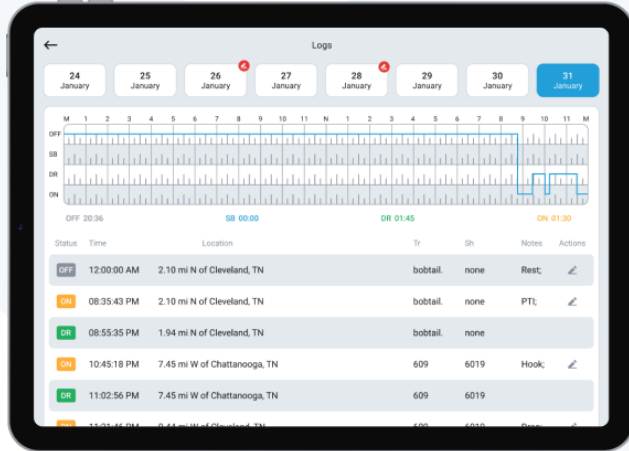 Logs
24 25 26 27 28 29 30 31
January January January January January January January January
M 1 2 3 4 5 6 7 8 9 10 11 N 1 2 3 4 5 6 7 8 9 10 11 M
OFF
SB
DR
ON
OFF 20:36 SB 00:00 DR 01:45 ON 01:30
Status Time Location Tr Sh Notes Actions
OFF 12:00:00 AM 2.10 mi N of Cleveland, TN bobtail. none Rest;
ON 08:35:43 PM 2.10 mi N of Cleveland, TN bobtail. none PTI;
DR 08:55:35 PM 1.94 mi N of Cleveland, TN bobtail. none
ON 10:45:18 PM 7.45 mi W of Chattanooga, TN 609 6019 Hook;
DR 11:02:56 PM 7.45 mi W of Chattanooga, TN 609 6019